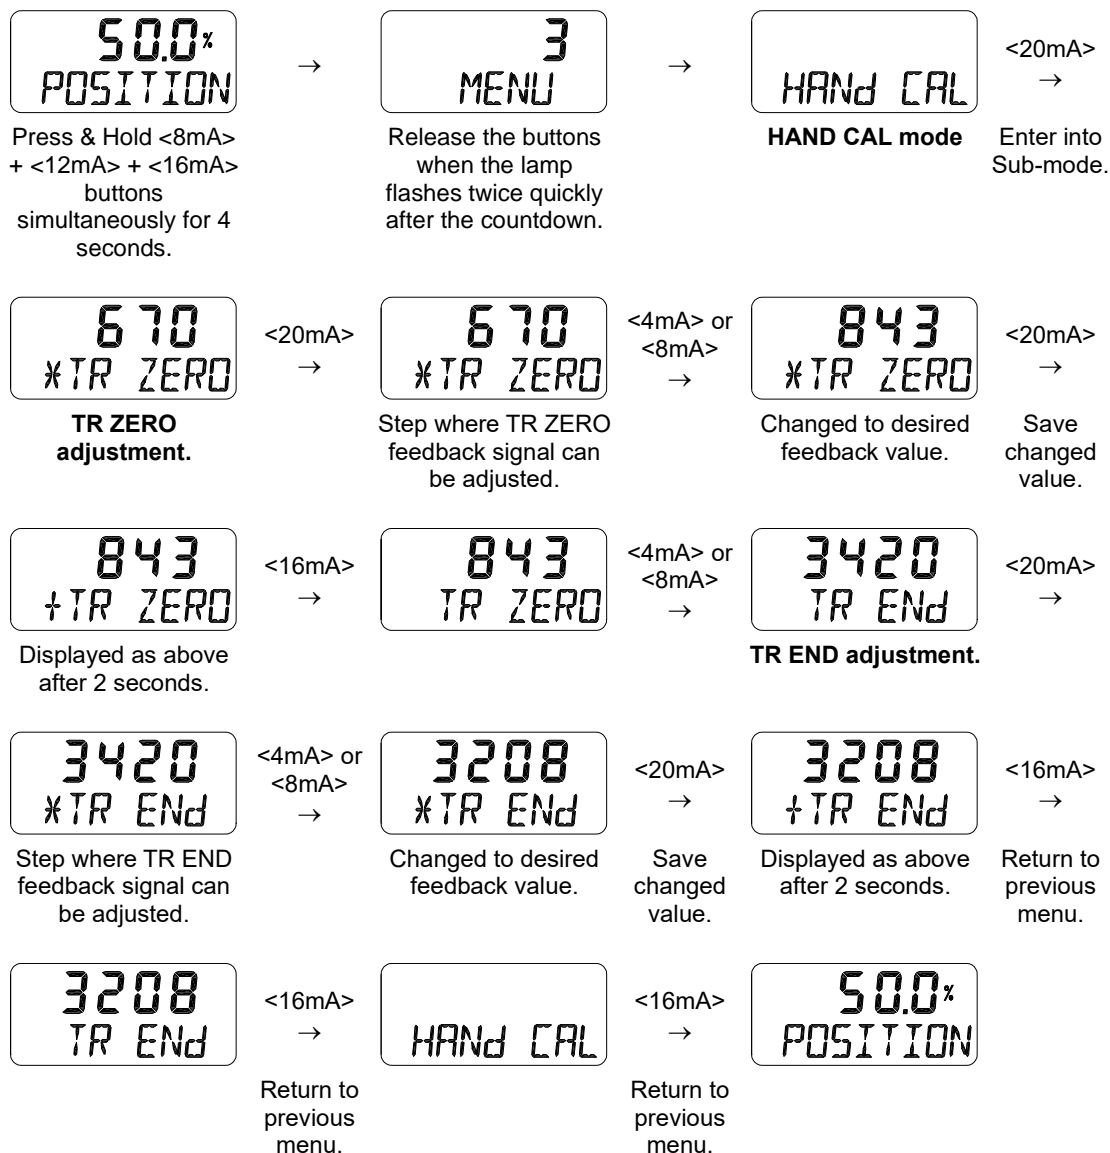 50.0%
POSITION
→
3
MENU
→
HANd CAL
<20mA>
→
Press & Hold <8mA>
+ <12mA> + <16mA>
buttons
simultaneously for 4
seconds.
Release the buttons
when the lamp
flashes twice quickly
after the countdown.
HAND CAL mode
Enter into
Sub-mode.
670
*TR ZERO
<20mA>
→
670
*TR ZERO
<4mA> or
<8mA>
→
843
*TR ZERO
<20mA>
→
TR ZERO
adjustment.
Step where TR ZERO
feedback signal can
be adjusted.
Changed to desired
feedback value.
Save
changed
value.
843
+TR ZERO
<16mA>
→
843
TR ZERO
<4mA> or
<8mA>
→
3420
TR ENd
<20mA>
→
Displayed as above
after 2 seconds.
TR END adjustment.
3420
*TR ENd
<4mA> or
<8mA>
→
3208
*TR ENd
<20mA>
→
3208
+TR ENd
<16mA>
→
Step where TR END
feedback signal can
be adjusted.
Changed to desired
feedback value.
Save
changed
value.
Displayed as above
after 2 seconds.
Return to
previous
menu.
3208
TR ENd
<16mA>
→
HANd CAL
<16mA>
→
50.0%
POSITION
Return to
previous
menu.
Return to
previous
menu.